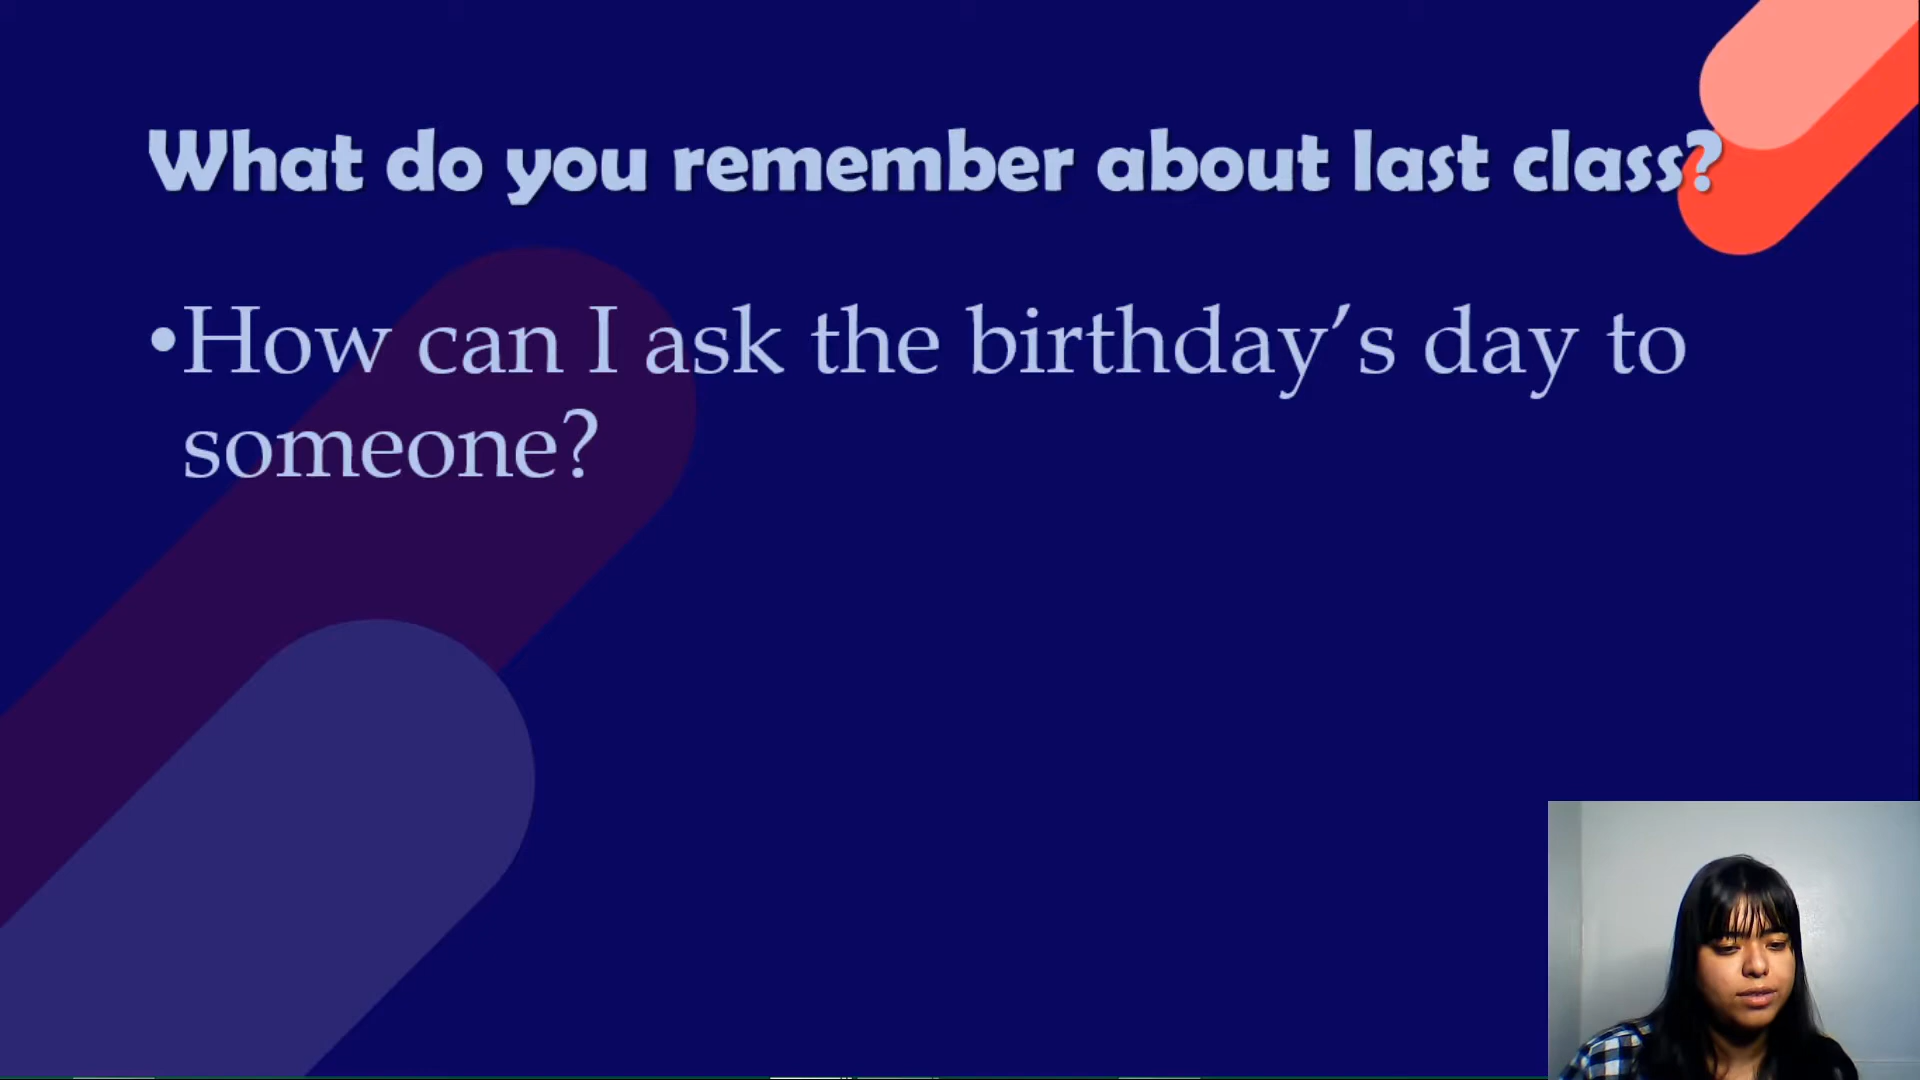 What do you remember about last class?
•How can I ask the birthday’s day to
someone?